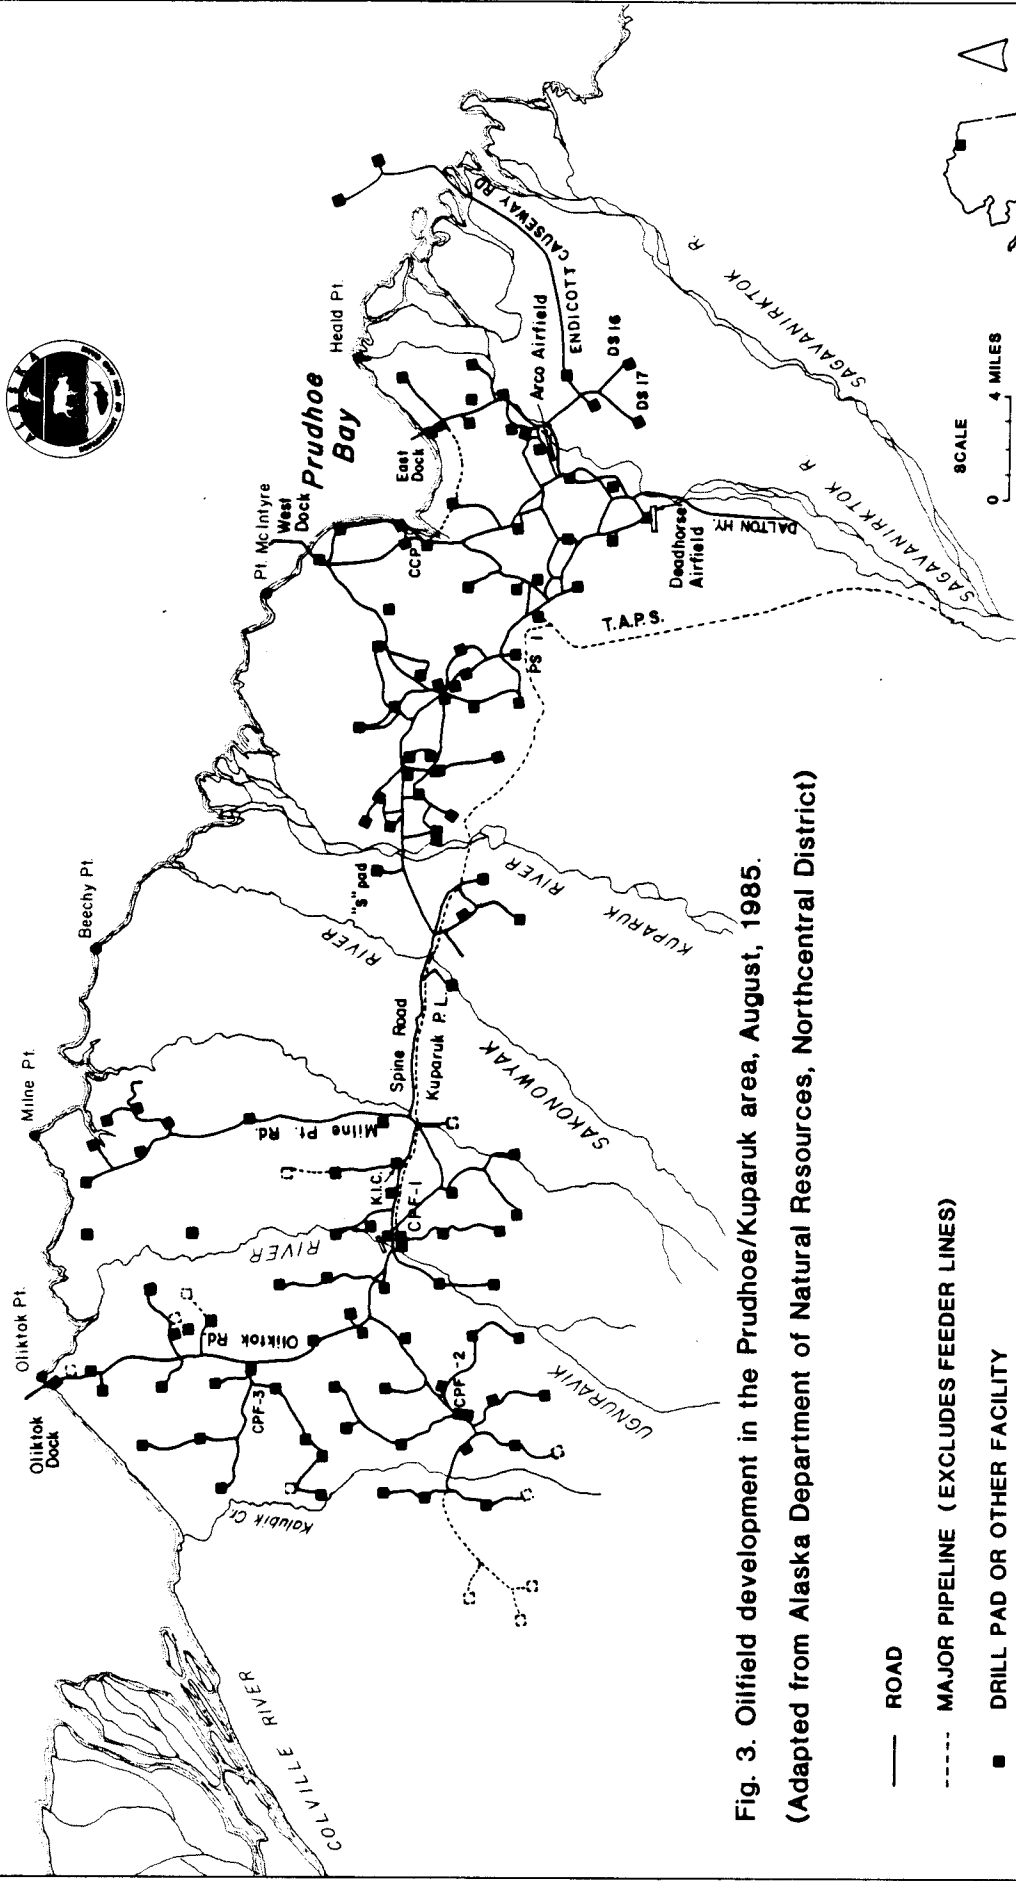 ALASKA
Oliktok Pt.
Oliktok
Dock
Milne Pt.
Beechy Pt.
Pt. McIntyre
West
Dock
Prudhoe
Bay
Heald Pt.
East
Dock
CCP
Arco Airfield
ENDICOTT CAUSEWAY RD
DS 16
DS 17
Deadhorse
Airfield
DALTON HY.
T.A.P.S.
PS 1
SAGAVANIRKTOK R.
SAGAVANIRKTOK R
"S" pad
KUPARUK RIVER
SAKONOWYAK RIVER
Spine Road
Kuparuk P. L.
Milne Pt. Rd.
K.I.C.
CPF-1
UGNURAVIK RIVER
Oliktok Rd.
CPF-2
CPF-3
Kalubik Cr.
COLVILLE RIVER
SCALE
0 4 MILES
Fig. 3. Oilfield development in the Prudhoe/Kuparuk area, August, 1985.
(Adapted from Alaska Department of Natural Resources, Northcentral District)
ROAD
MAJOR PIPELINE (EXCLUDES FEEDER LINES)
DRILL PAD OR OTHER FACILITY